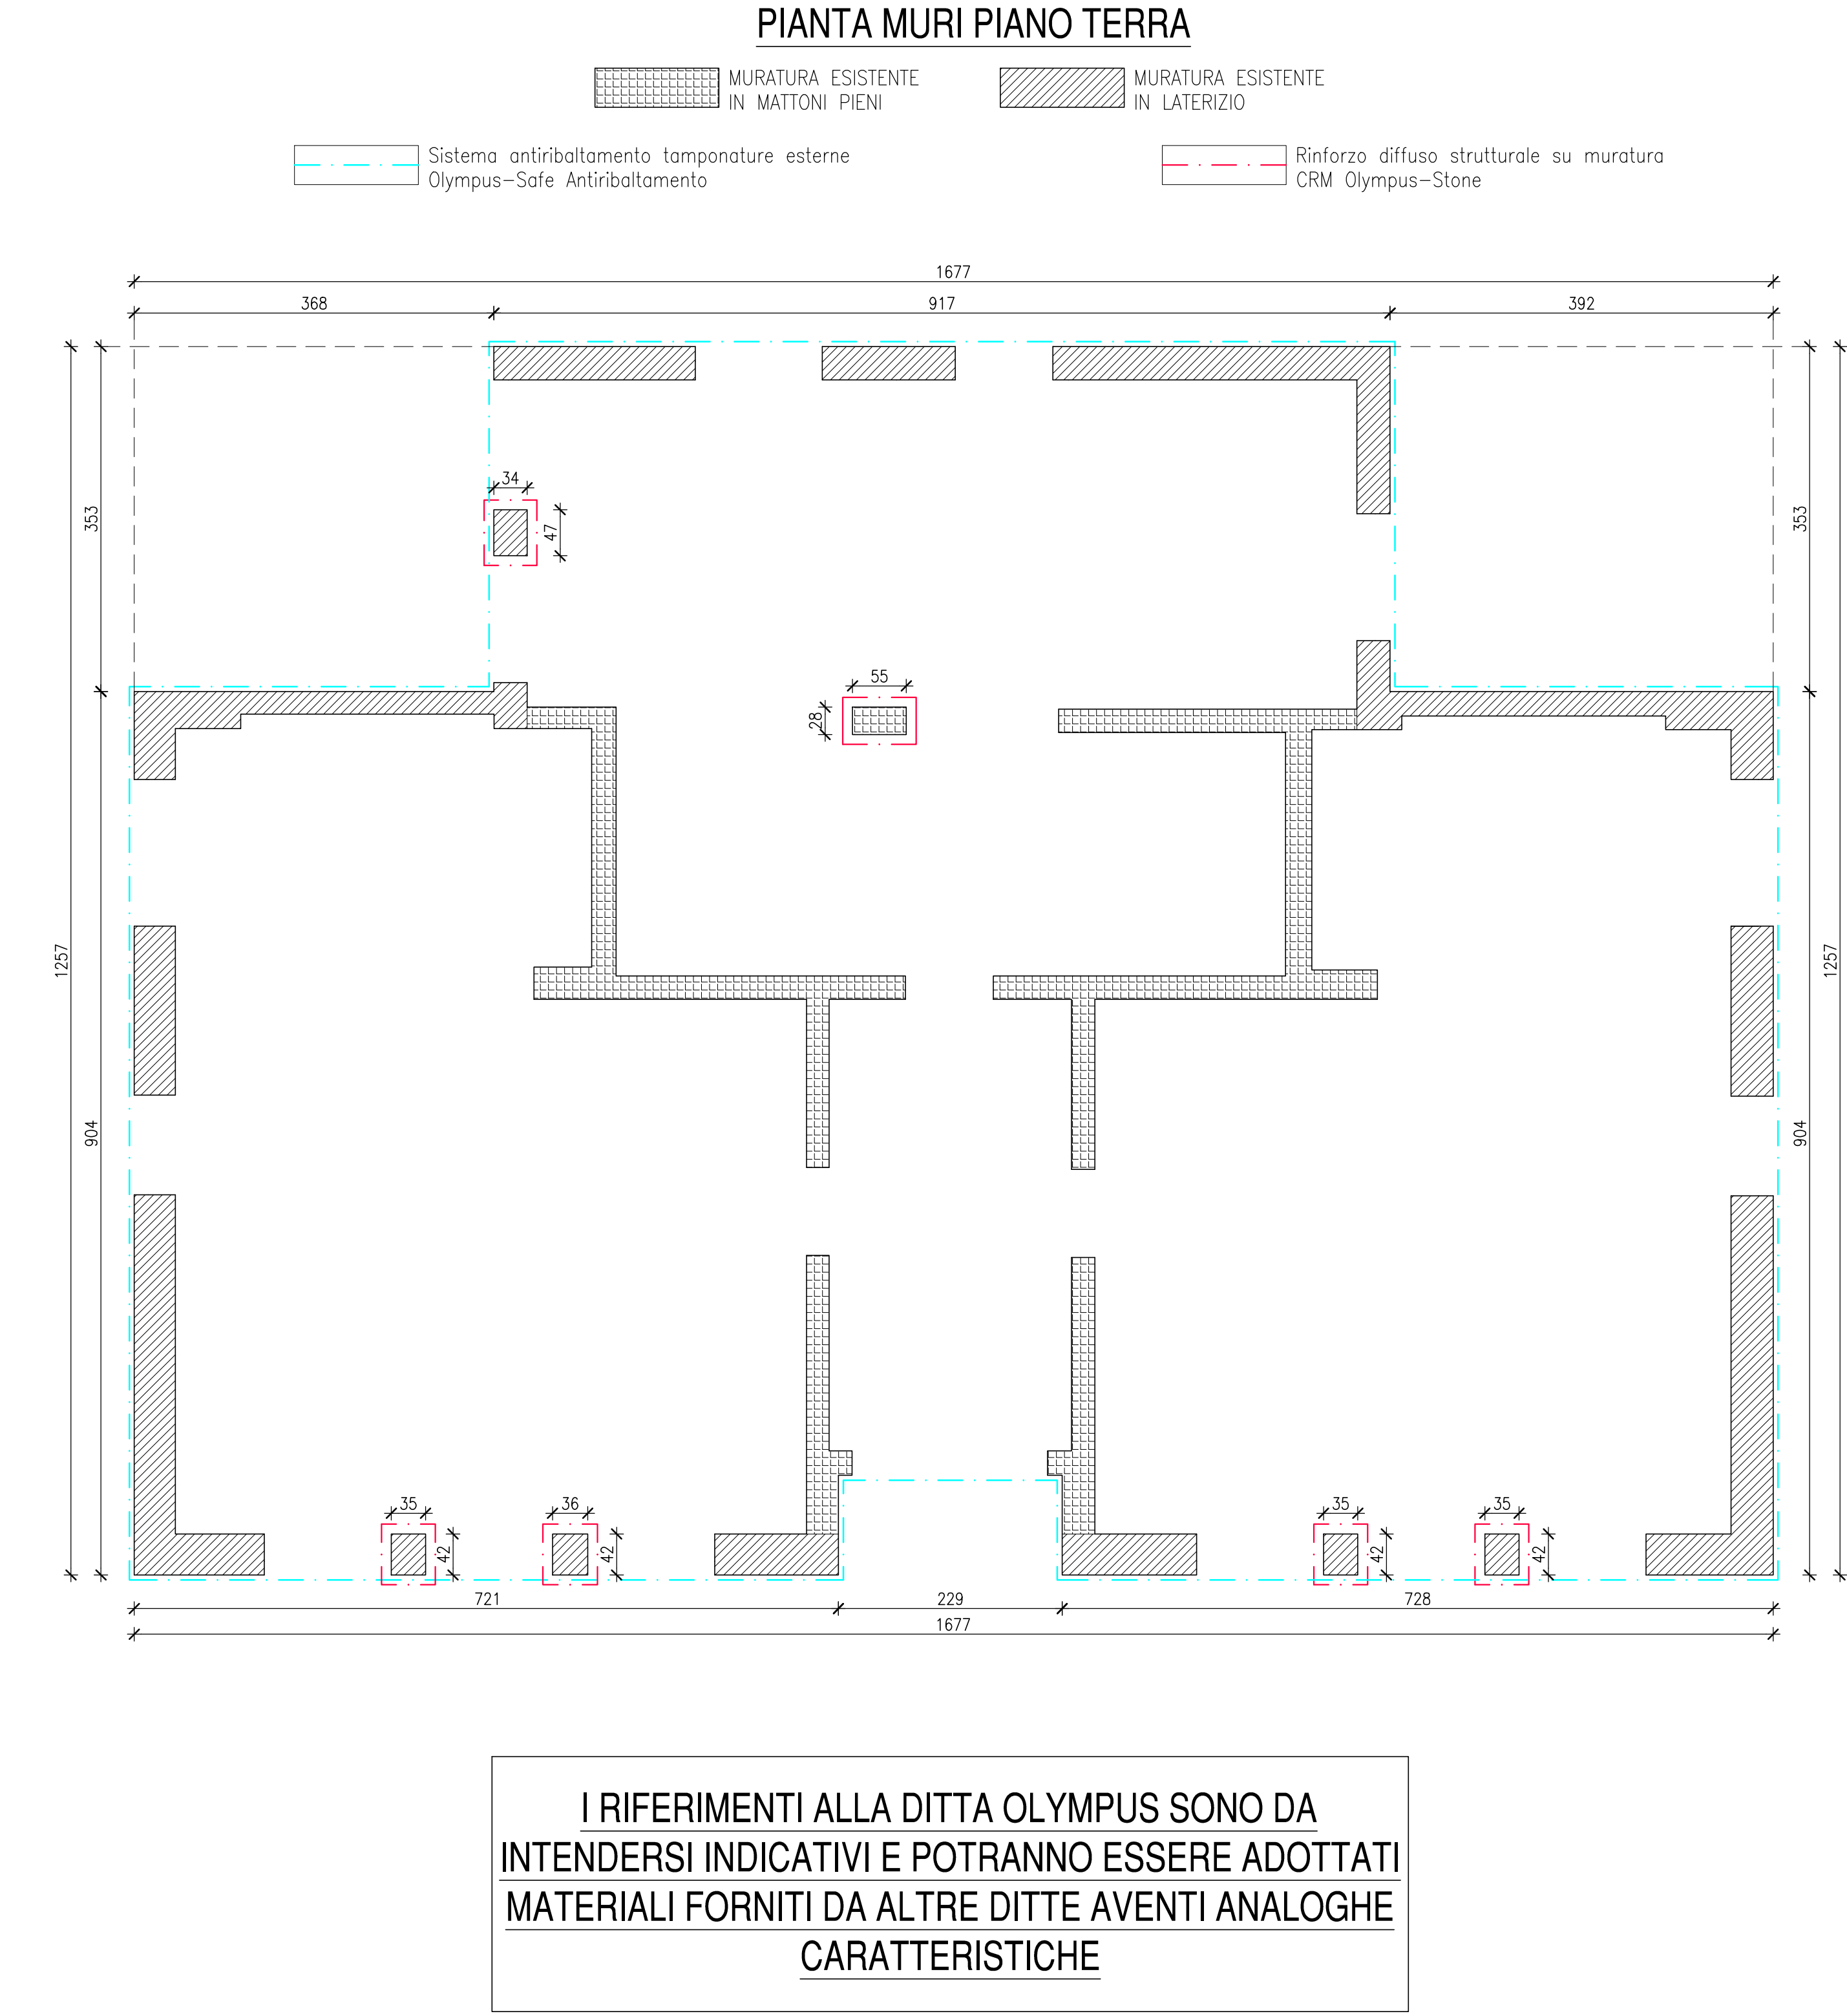 PIANTA MURI PIANO TERRA
MURATURA ESISTENTE
IN MATTONI PIENI
MURATURA ESISTENTE
IN LATERIZIO
Sistema antiribaltamento tamponature esterne
Olympus-Safe Antiribaltamento
Rinforzo diffuso strutturale su muratura
CRM Olympus-Stone
1677
368
917
392
353
353
34
47
55
28
1257
1257
904
904
35
42
36
42
35
42
35
42
721
229
728
1677
I RIFERIMENTI ALLA DITTA OLYMPUS SONO DA
INTENDERSI INDICATIVI E POTRANNO ESSERE ADOTTATI
MATERIALI FORNITI DA ALTRE DITTE AVENTI ANALOGHE
CARATTERISTICHE